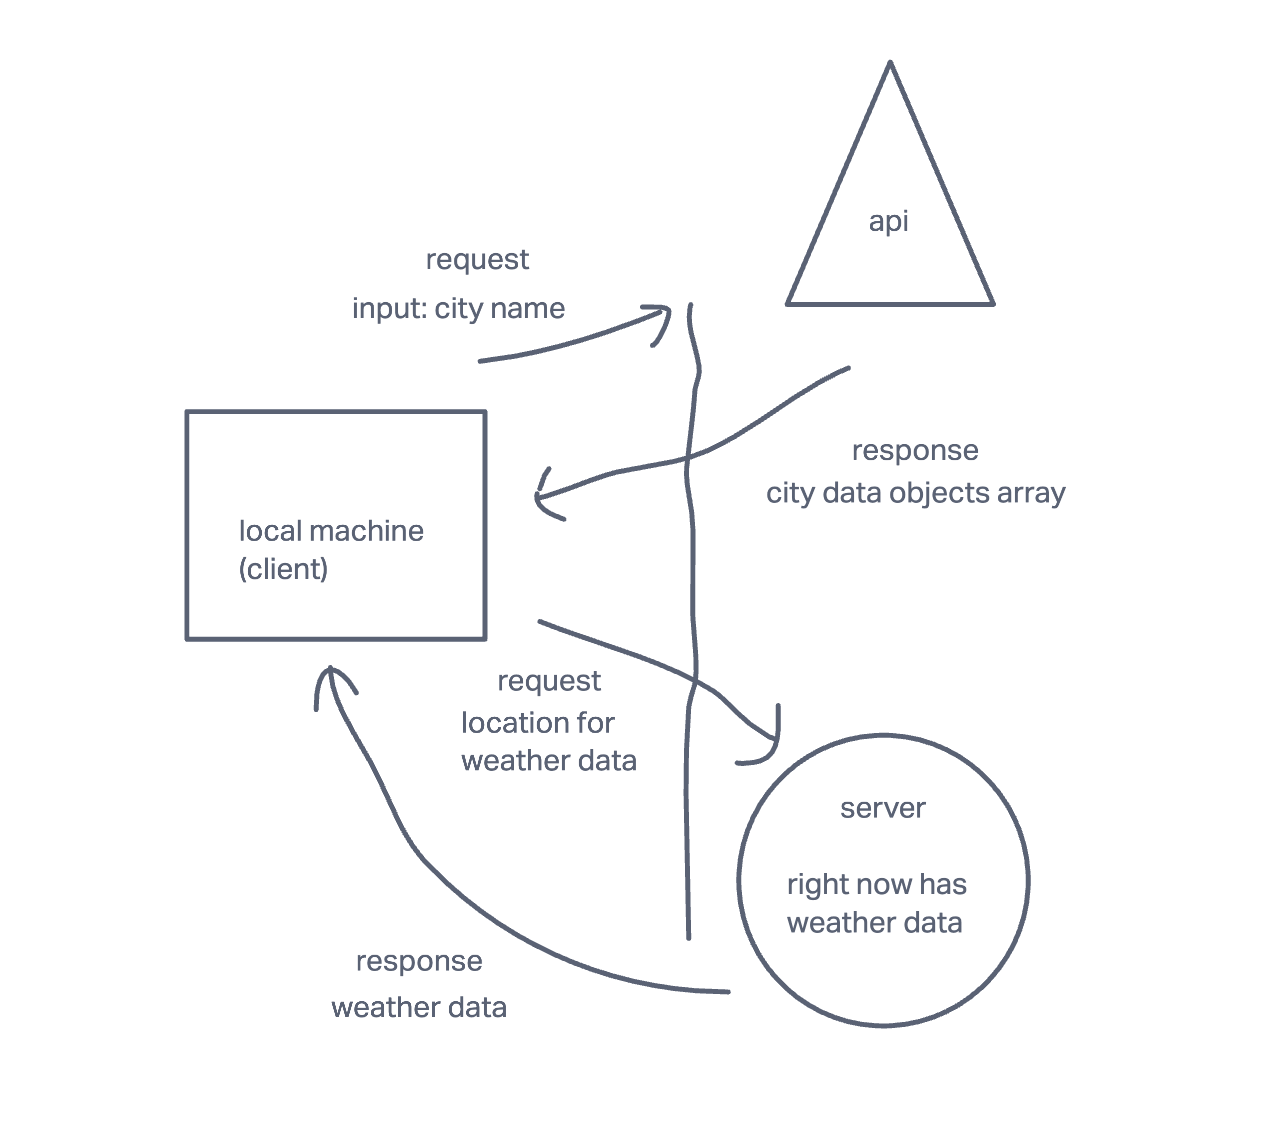 api
request
input: city name
response
city data objects array
local machine
(client)
request
location for
weather data
server
right now has
weather data
response
weather data